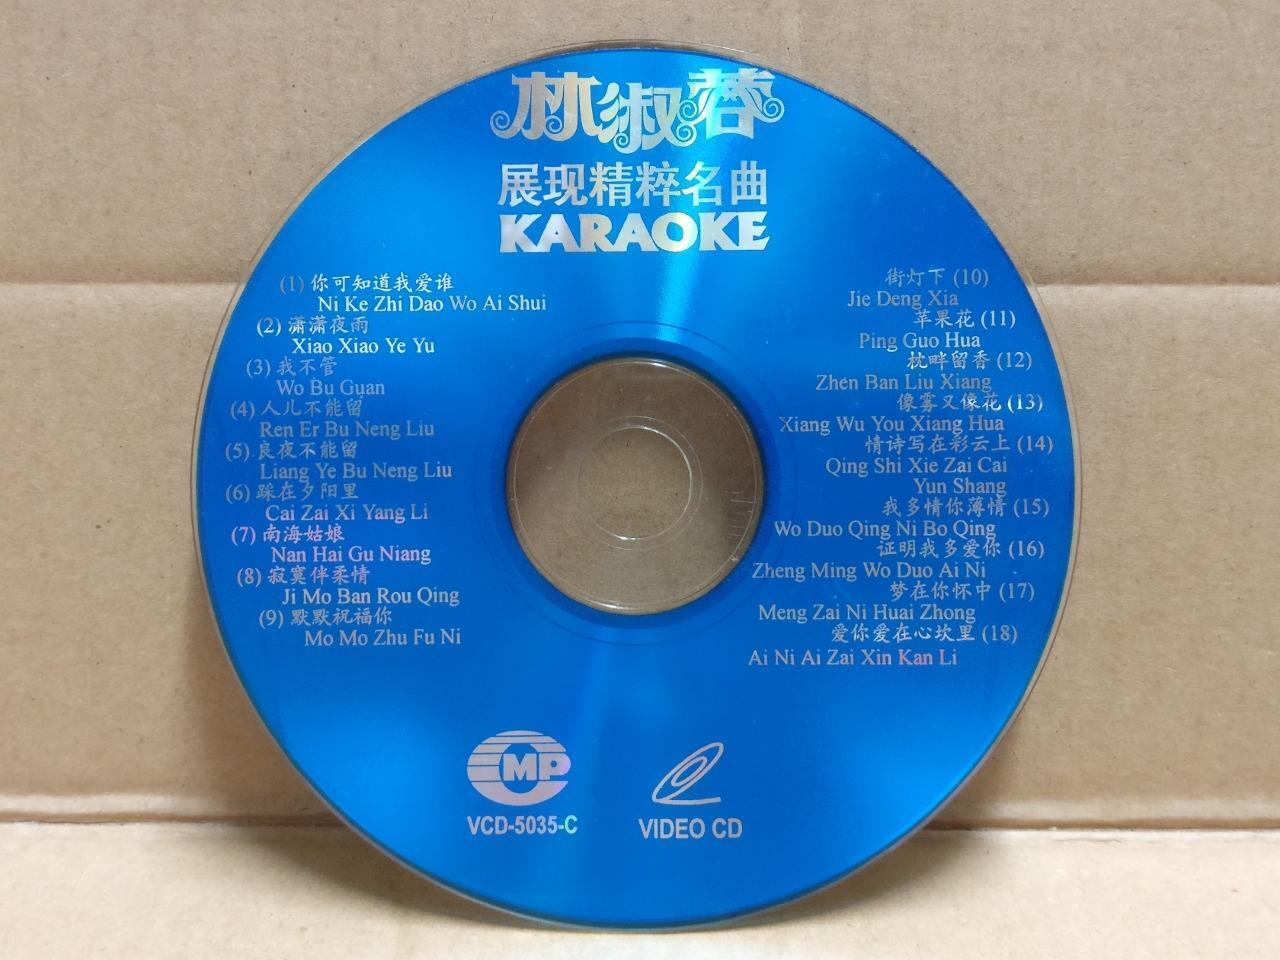 林淑蓉
展现精粹名曲
KARAOKE
(1) 你可知道我爱谁
Ni Ke Zhi Dao Wo Ai Shui
(2) 潇潇夜雨
Xiao Xiao Ye Yu
(3) 我不管
Wo Bu Guan
(4) 人儿不能留
Ren Er Bu Neng Liu
(5) 良夜不能留
Liang Ye Bu Neng Liu
(6) 踩在夕阳里
Cai Zai Xi Yang Li
(7) 南海姑娘
Nan Hai Gu Niang
(8) 寂寞伴柔情
Ji Mo Ban Rou Qing
(9) 默默祝福你
Mo Mo Zhu Fu Ni
街灯下 (10)
Jie Deng Xia
苹果花 (11)
Ping Guo Hua
枕畔留香 (12)
Zhen Ban Liu Xiang
像雾又像花 (13)
Xiang Wu You Xiang Hua
情诗写在彩云上 (14)
Qing Shi Xie Zai Cai
Yun Shang
我多情你薄情 (15)
Wo Duo Qing Ni Bo Qing
证明我多爱你 (16)
Zheng Ming Wo Duo Ai Ni
梦在你怀中 (17)
Meng Zai Ni Huai Zhong
爱你爱在心坎里 (18)
Ai Ni Ai Zai Xin Kan Li
MP
VCD-5035-C
VIDEO CD